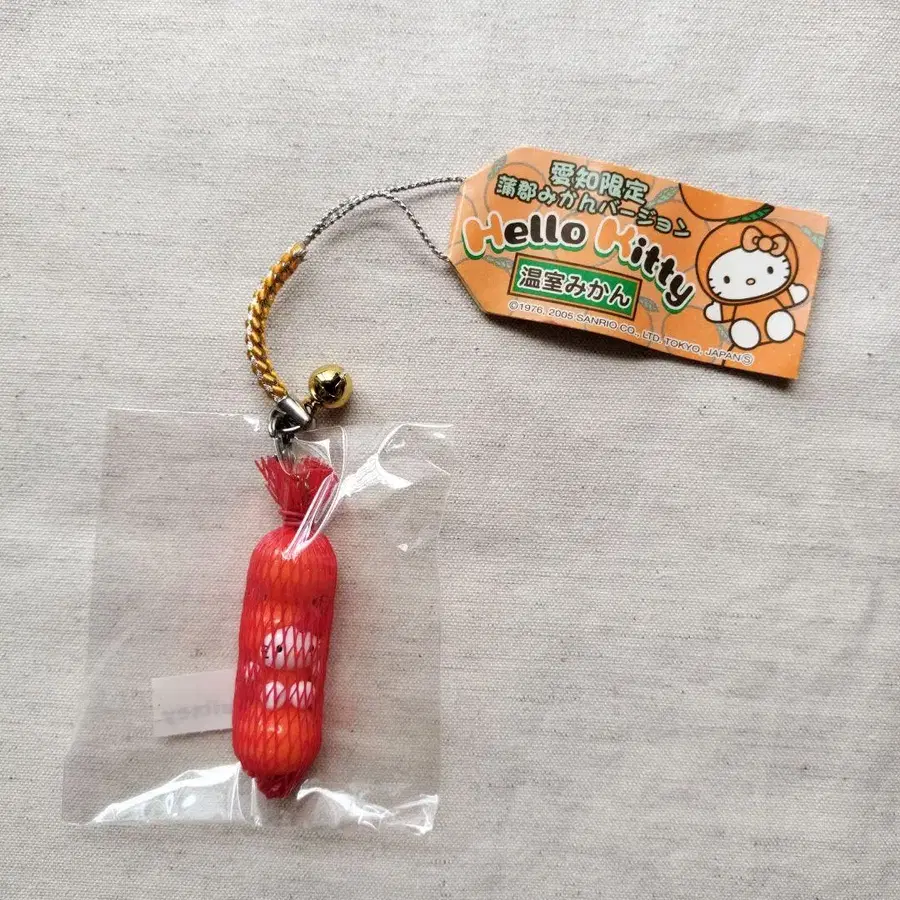 愛知限定
蒲郡みかんバージョン
Hello Kitty
温室みかん
©1976, 2005 SANRIO CO., LTD. TOKYO, JAPAN Ⓢ